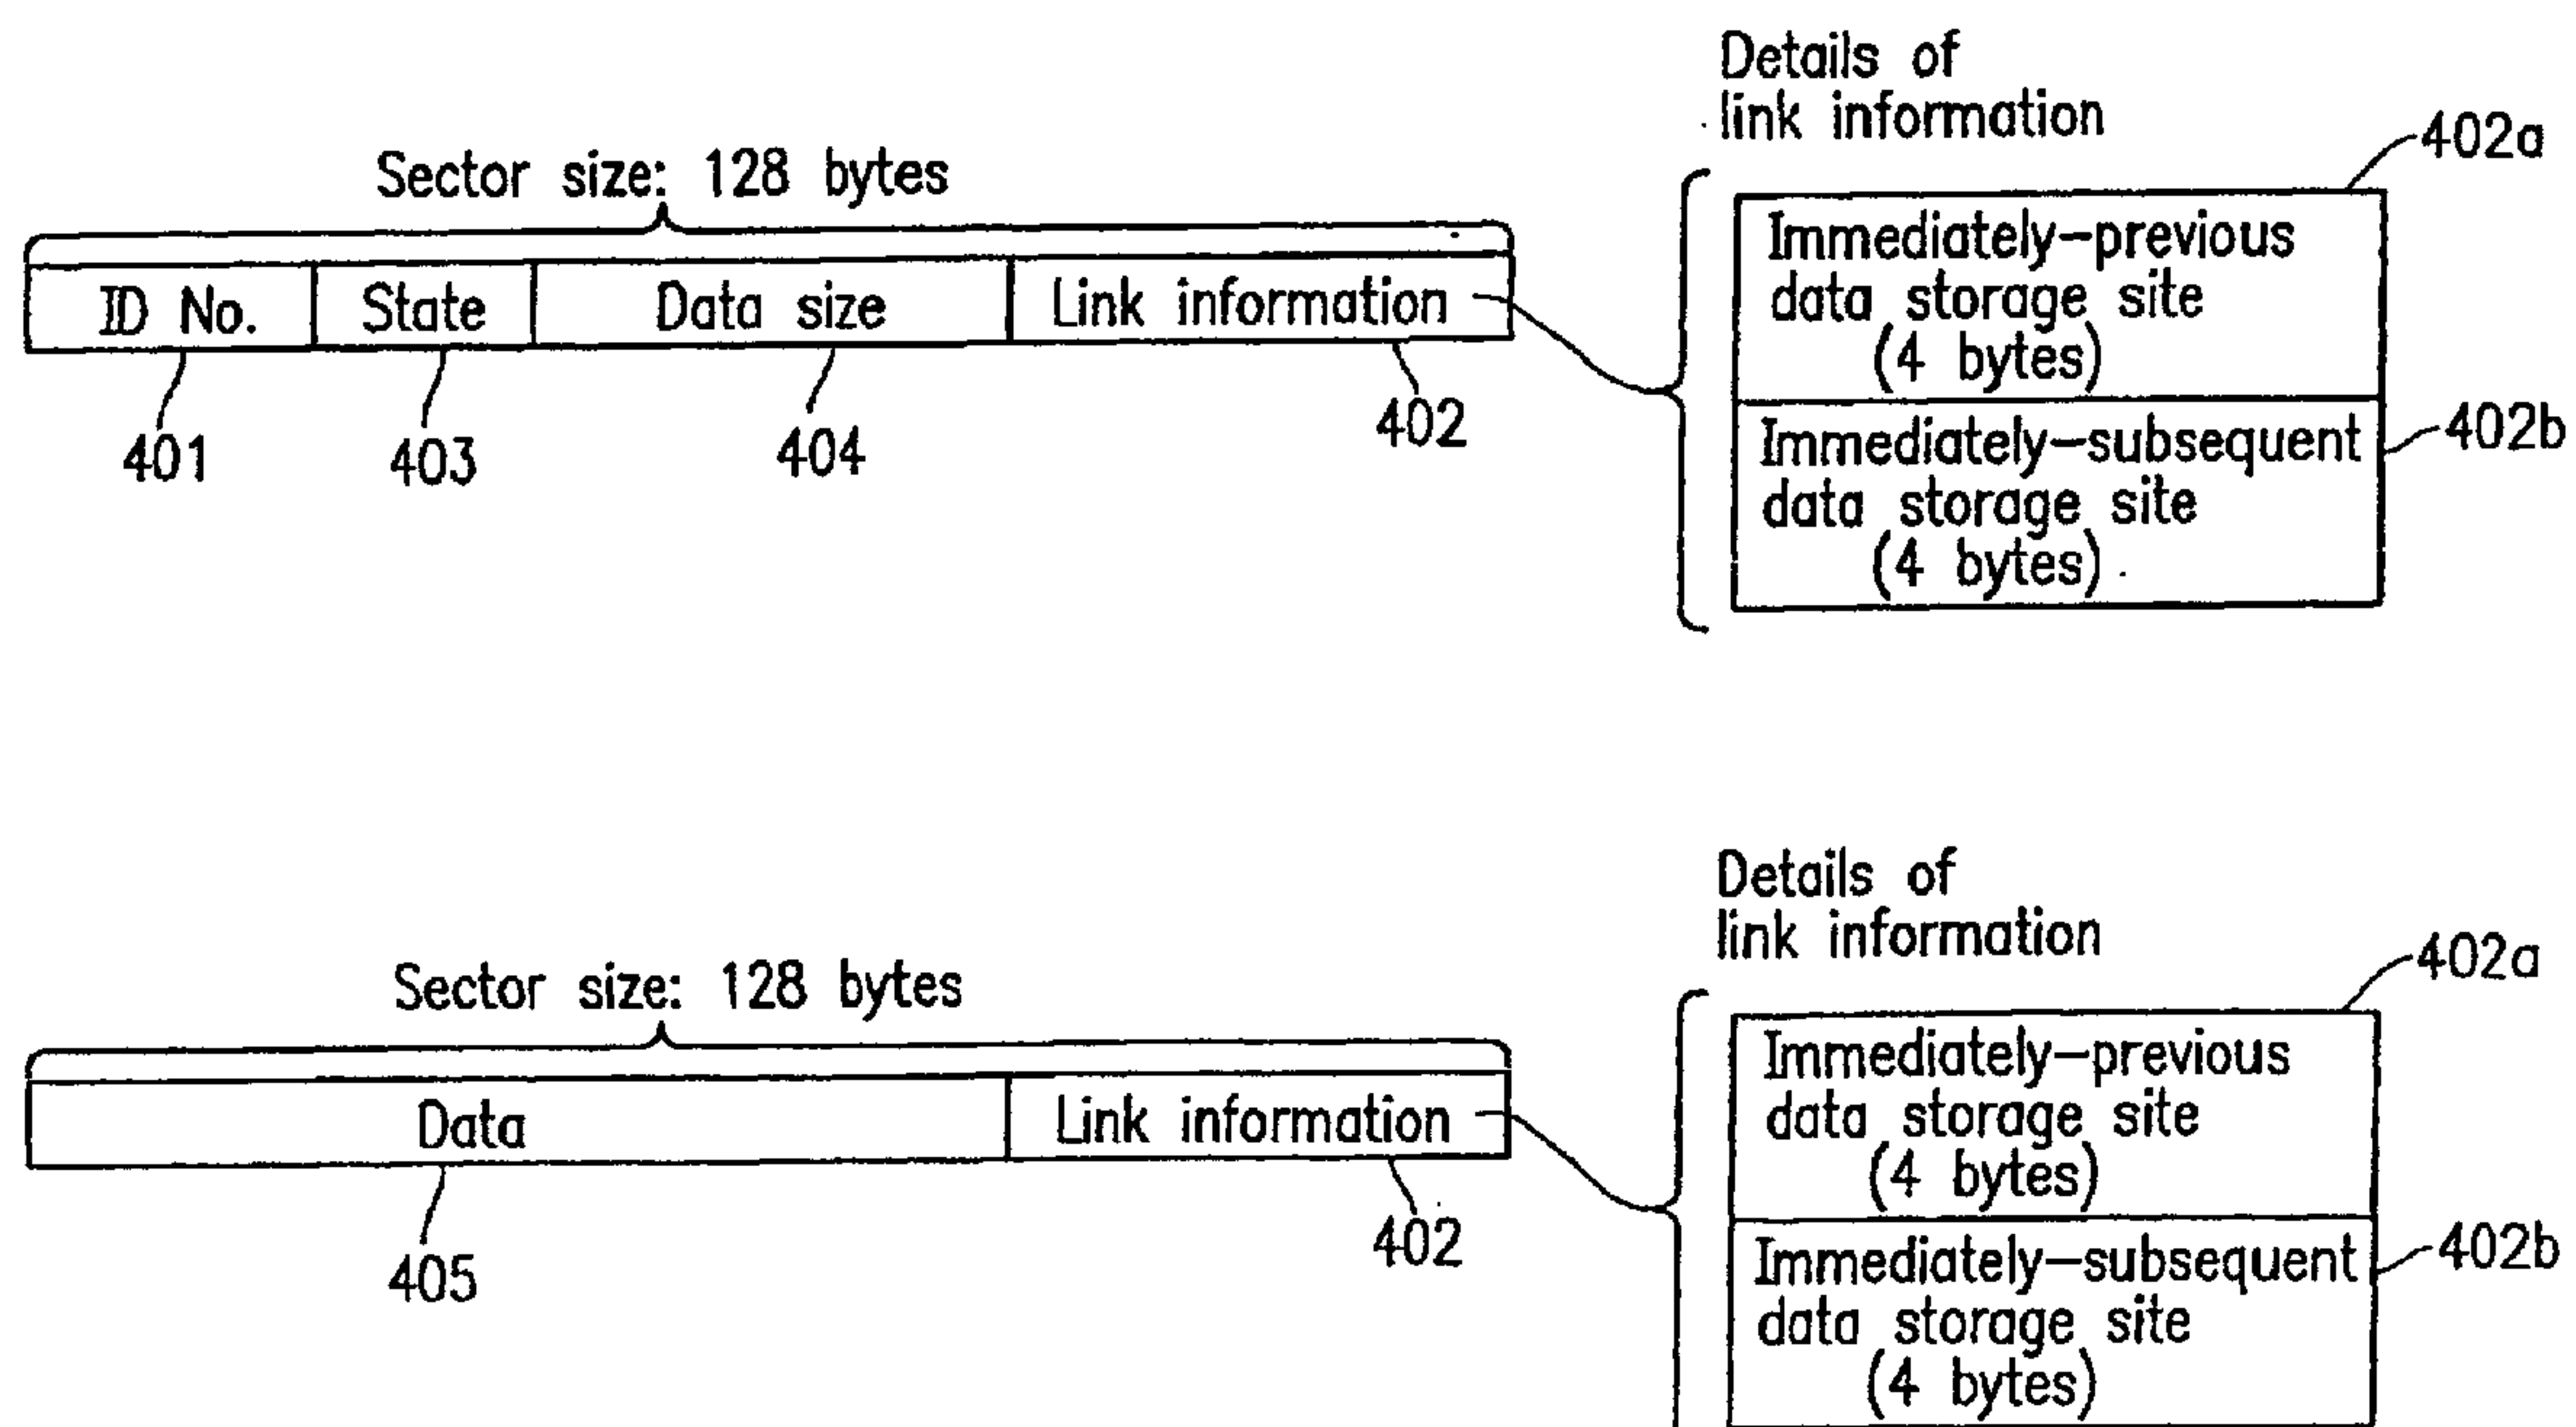 Details of
link information
402a
Sector size: 128 bytes
Immediately-previous
data storage site
(4 bytes)
ID No.
State
Data size
Link information
402
402b
401
403
404
Immediately-subsequent
data storage site
(4 bytes)
Details of
link information
402a
Sector size: 128 bytes
Immediately-previous
data storage site
(4 bytes)
Data
Link information
402
402b
405
Immediately-subsequent
data storage site
(4 bytes)